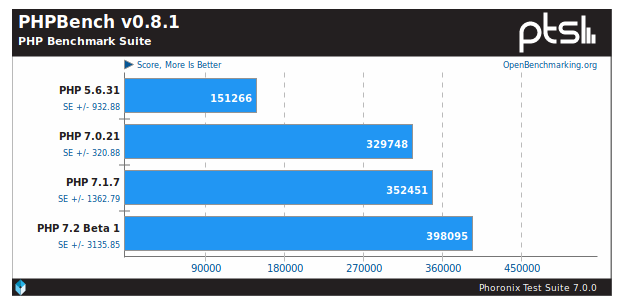 PHPBench v0.8.1
PHP Benchmark Suite
ptsl
Score, More Is Better
OpenBenchmarking.org
PHP 5.6.31
SE +/- 932.88
151266
PHP 7.0.21
SE +/- 320.88
329748
PHP 7.1.7
SE +/- 1362.79
352451
PHP 7.2 Beta 1
SE +/- 3135.85
398095
90000 180000 270000 360000 450000
Phoronix Test Suite 7.0.0